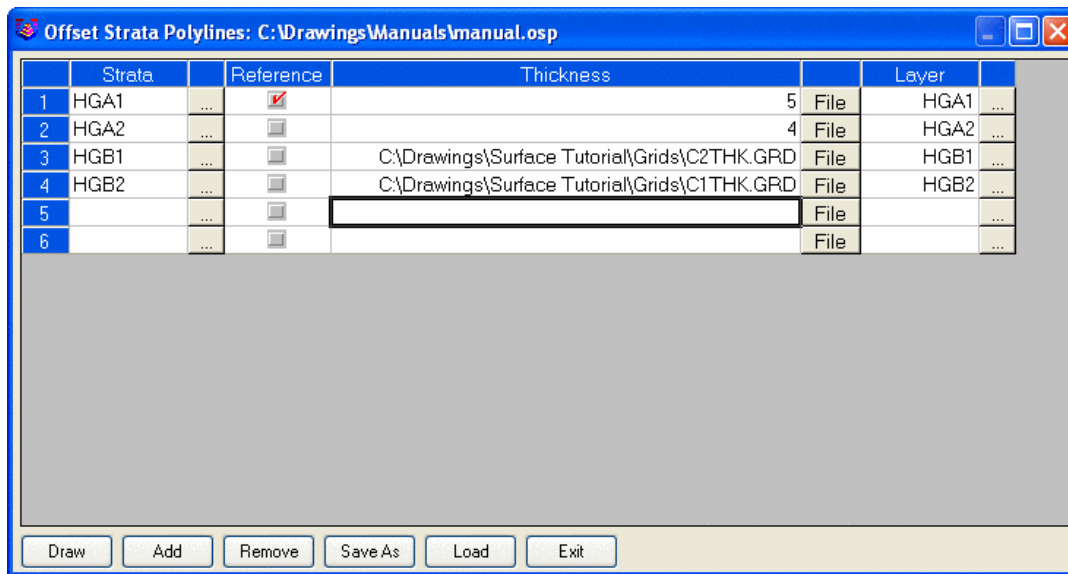 Offset Strata Polylines: C:\Drawings\Manuals\manual.osp
Strata Reference Thickness Layer
1 HGA1 ... 5 File HGA1 ...
2 HGA2 ... 4 File HGA2 ...
3 HGB1 ... C:\Drawings\Surface Tutorial\Grids\C2THK.GRD File HGB1 ...
4 HGB2 ... C:\Drawings\Surface Tutorial\Grids\C1THK.GRD File HGB2 ...
5 ... File ...
6 ... File ...
Draw Add Remove Save As Load Exit